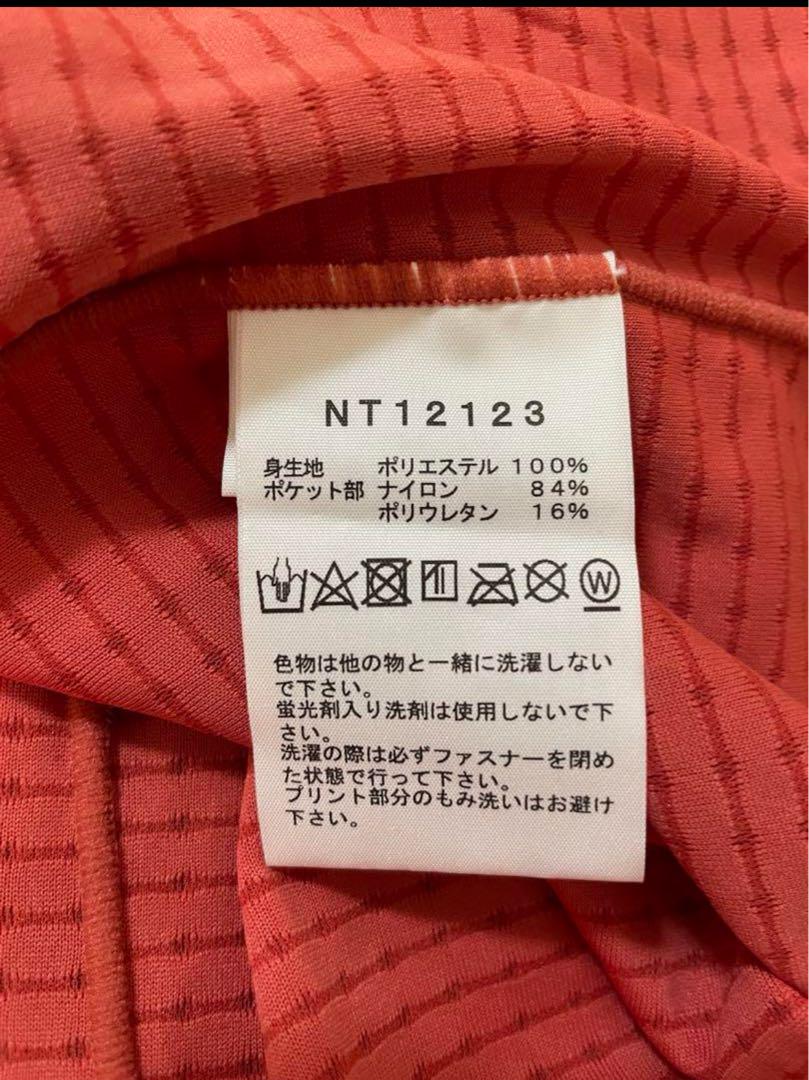 NT12123
身生地 ポリエステル 100%
ポケット部 ナイロン 84%
ポリウレタン 16%
W
色物は他の物と一緒に洗濯しない
で下さい。
蛍光剤入り洗剤は使用しないで下
さい。
洗濯の際は必ずファスナーを閉め
た状態で行って下さい。
プリント部分のもみ洗いはお避け
下さい。